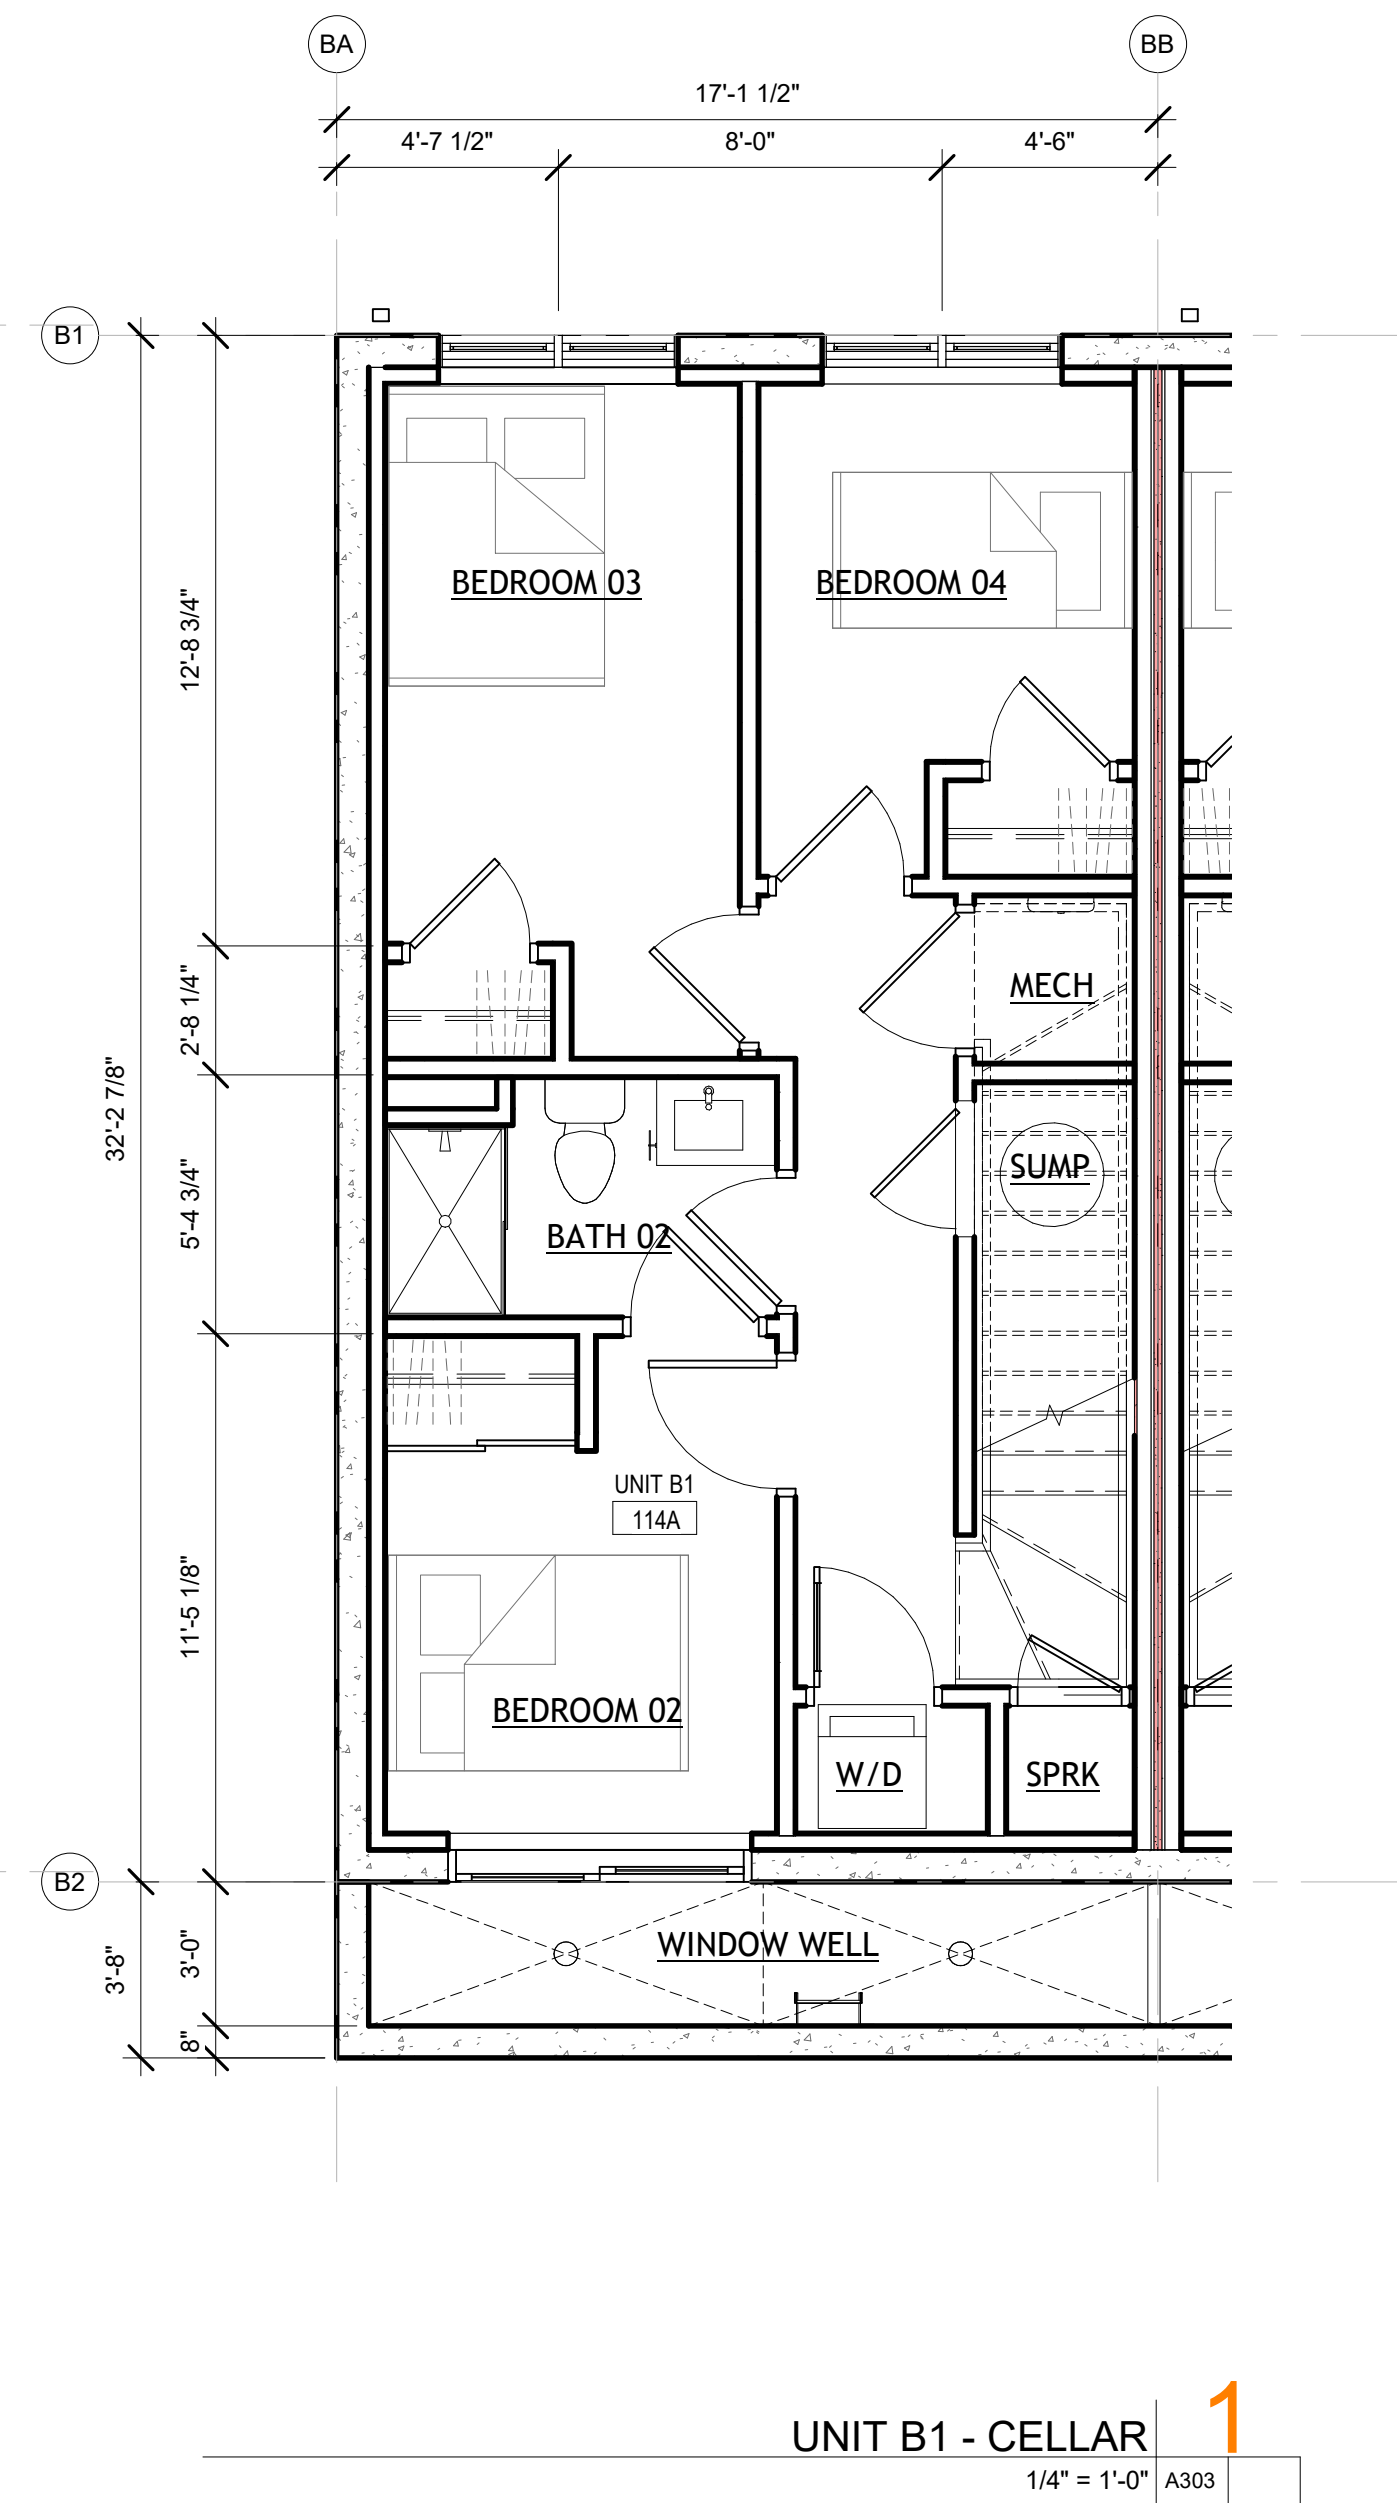 BA
BB
17'-1 1/2"
4'-7 1/2"
8'-0"
4'-6"
B1
12'-8 3/4"
2'-8 1/4"
32'-2 7/8"
5'-4 3/4"
11'-5 1/8"
BEDROOM 03
BEDROOM 04
MECH
SUMP
BATH 02
UNIT B1
114A
BEDROOM 02
W/D
SPRK
B2
3'-8"
3'-0"
8"
WINDOW WELL
1
UNIT B1 - CELLAR
1/4" = 1'-0"
A303